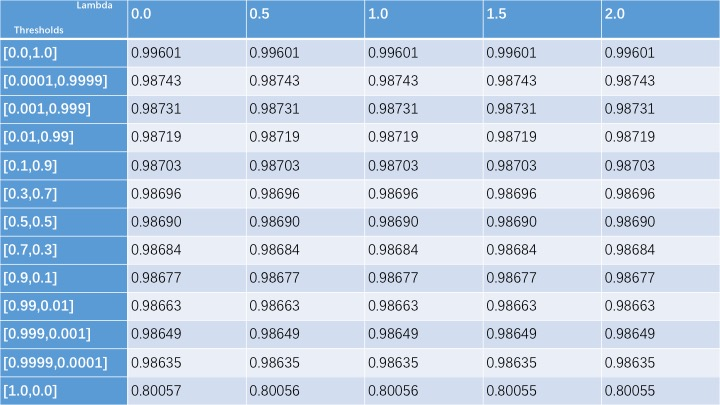 Lambda
Thresholds
0.0 0.5 1.0 1.5 2.0
[0.0,1.0] 0.99601 0.99601 0.99601 0.99601 0.99601
[0.0001,0.9999] 0.98743 0.98743 0.98743 0.98743 0.98743
[0.001,0.999] 0.98731 0.98731 0.98731 0.98731 0.98731
[0.01,0.99] 0.98719 0.98719 0.98719 0.98719 0.98719
[0.1,0.9] 0.98703 0.98703 0.98703 0.98703 0.98703
[0.3,0.7] 0.98696 0.98696 0.98696 0.98696 0.98696
[0.5,0.5] 0.98690 0.98690 0.98690 0.98690 0.98690
[0.7,0.3] 0.98684 0.98684 0.98684 0.98684 0.98684
[0.9,0.1] 0.98677 0.98677 0.98677 0.98677 0.98677
[0.99,0.01] 0.98663 0.98663 0.98663 0.98663 0.98663
[0.999,0.001] 0.98649 0.98649 0.98649 0.98649 0.98649
[0.9999,0.0001] 0.98635 0.98635 0.98635 0.98635 0.98635
[1.0,0.0] 0.80057 0.80056 0.80056 0.80055 0.80055